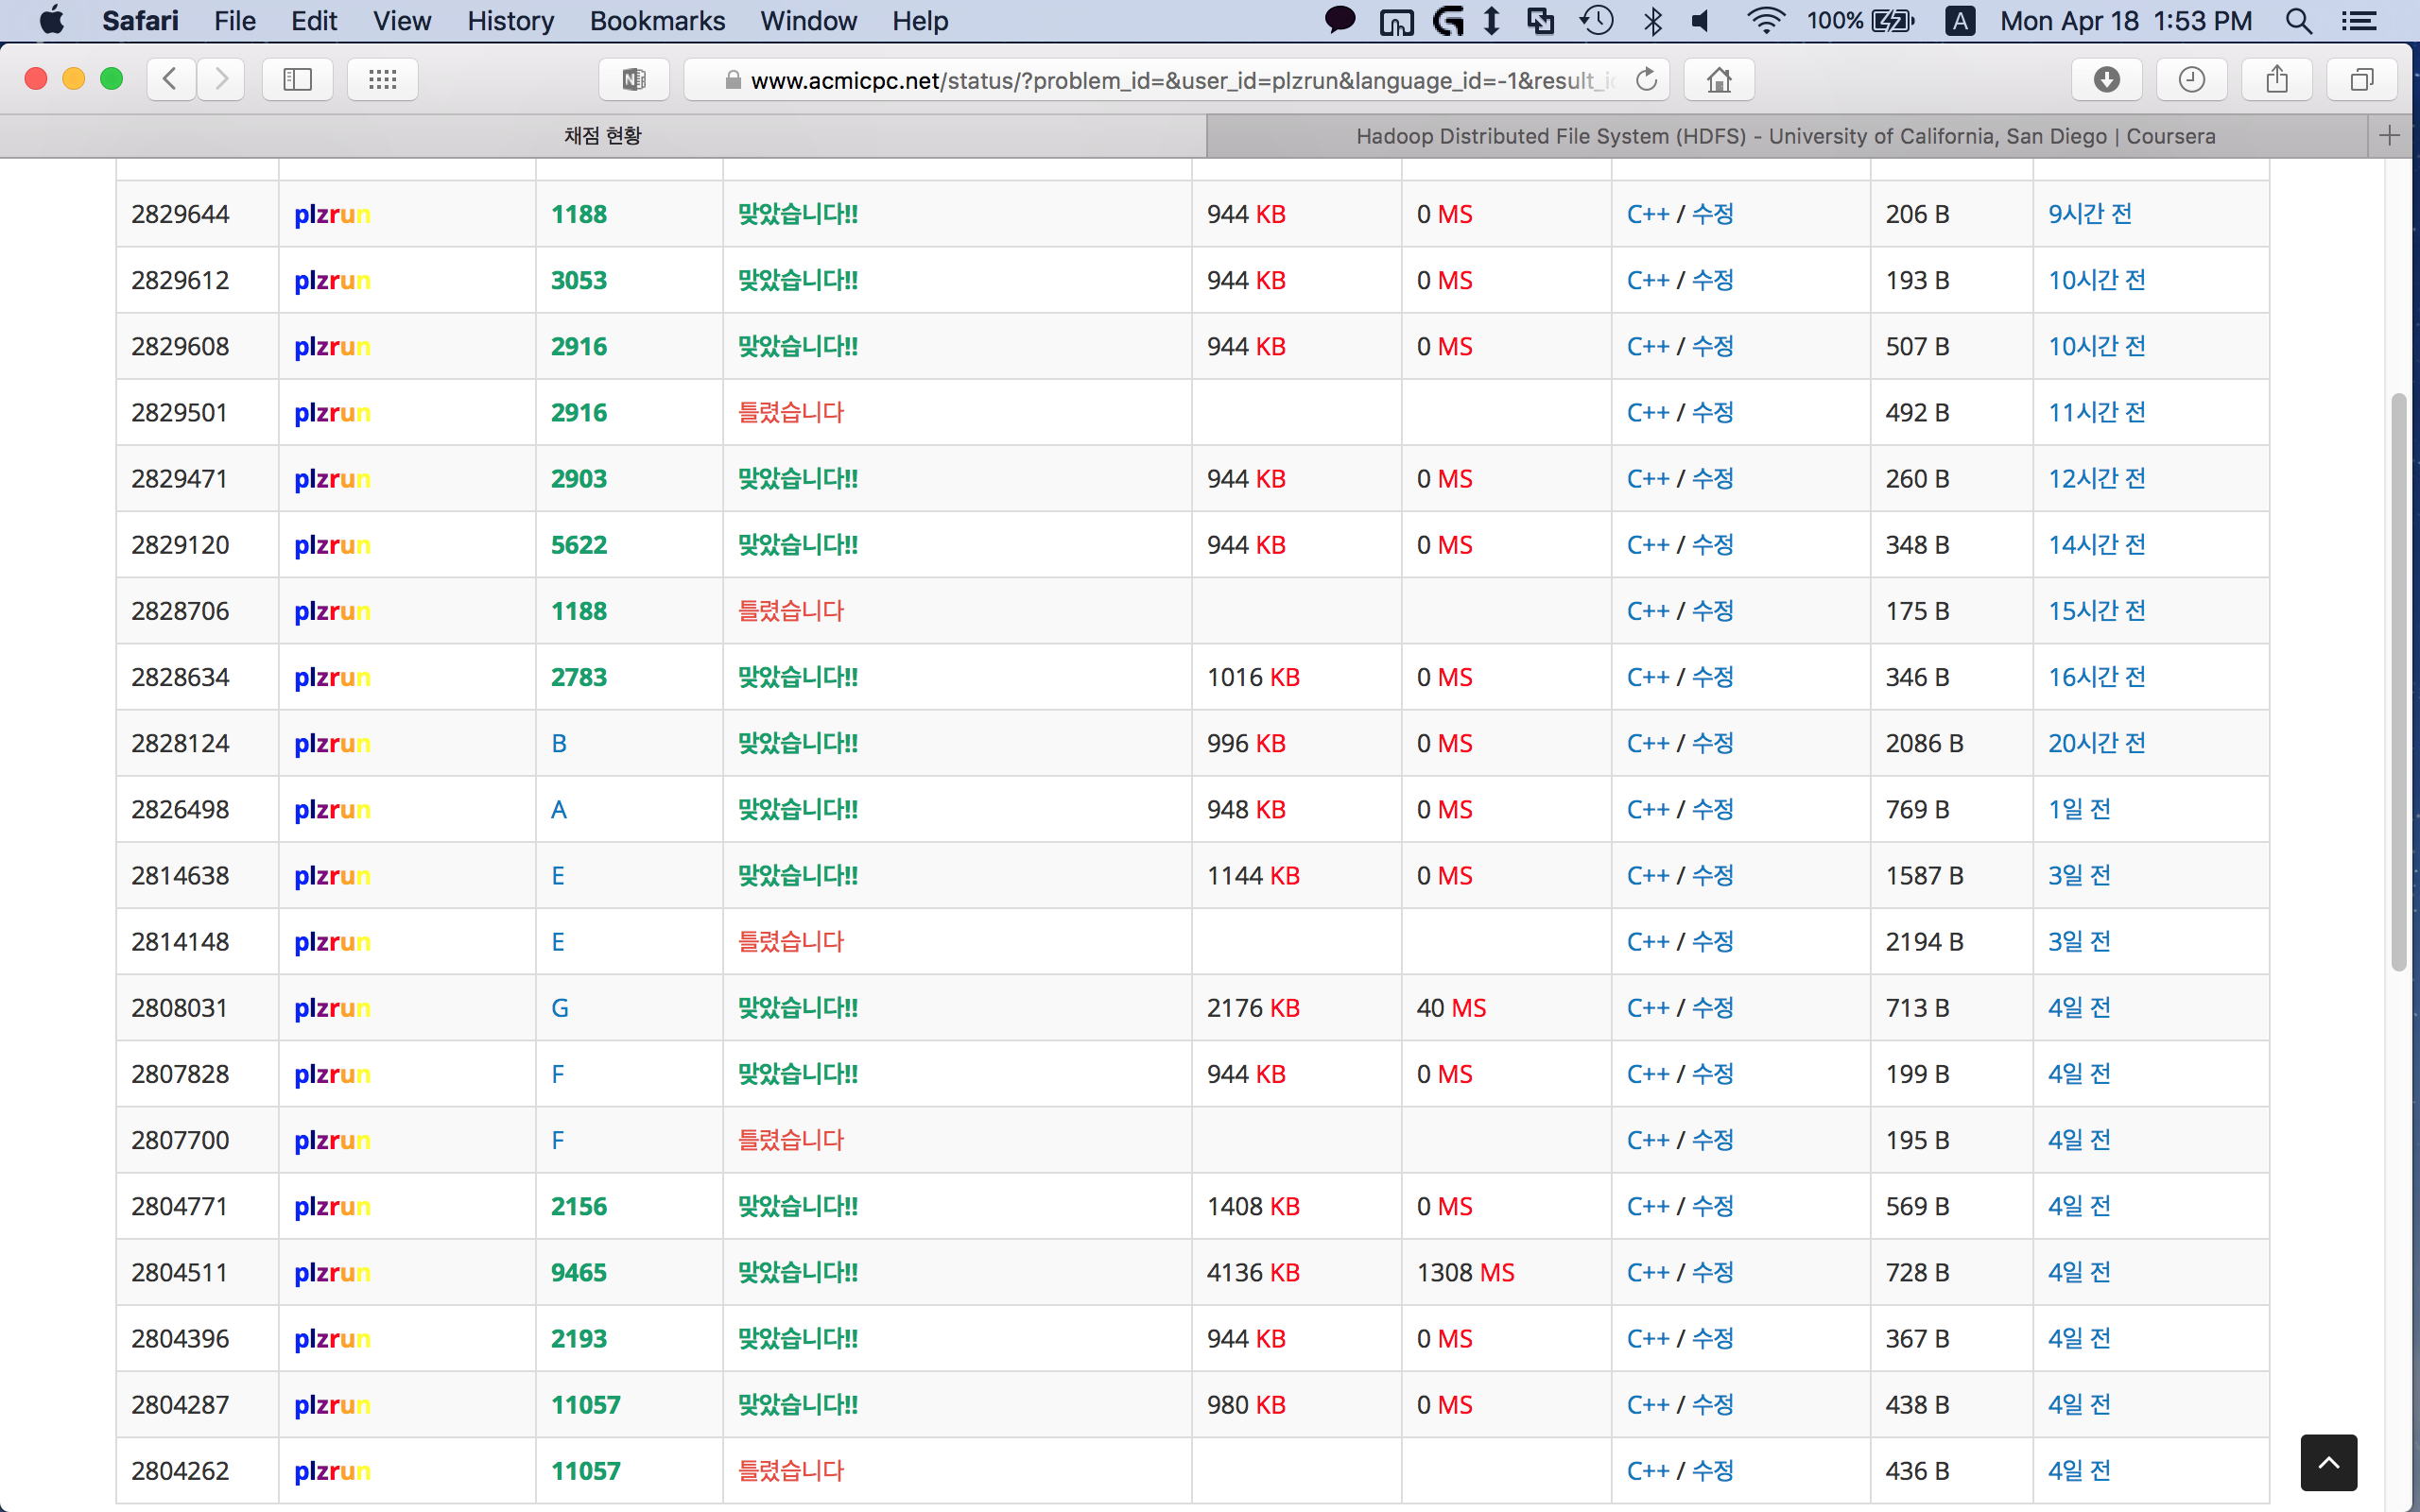 Safari File Edit View History Bookmarks Window Help 100% A Mon Apr 18 1:53 PM
www.acmicpc.net/status/?problem_id=&user_id=plzrun&language_id=-1&result_i
채점 현황 Hadoop Distributed File System (HDFS) - University of California, San Diego | Coursera
2829644 plzrun 1188 맞았습니다!! 944 KB 0 MS C++ / 수정 206 B 9시간 전
2829612 plzrun 3053 맞았습니다!! 944 KB 0 MS C++ / 수정 193 B 10시간 전
2829608 plzrun 2916 맞았습니다!! 944 KB 0 MS C++ / 수정 507 B 10시간 전
2829501 plzrun 2916 틀렸습니다 C++ / 수정 492 B 11시간 전
2829471 plzrun 2903 맞았습니다!! 944 KB 0 MS C++ / 수정 260 B 12시간 전
2829120 plzrun 5622 맞았습니다!! 944 KB 0 MS C++ / 수정 348 B 14시간 전
2828706 plzrun 1188 틀렸습니다 C++ / 수정 175 B 15시간 전
2828634 plzrun 2783 맞았습니다!! 1016 KB 0 MS C++ / 수정 346 B 16시간 전
2828124 plzrun B 맞았습니다!! 996 KB 0 MS C++ / 수정 2086 B 20시간 전
2826498 plzrun A 맞았습니다!! 948 KB 0 MS C++ / 수정 769 B 1일 전
2814638 plzrun E 맞았습니다!! 1144 KB 0 MS C++ / 수정 1587 B 3일 전
2814148 plzrun E 틀렸습니다 C++ / 수정 2194 B 3일 전
2808031 plzrun G 맞았습니다!! 2176 KB 40 MS C++ / 수정 713 B 4일 전
2807828 plzrun F 맞았습니다!! 944 KB 0 MS C++ / 수정 199 B 4일 전
2807700 plzrun F 틀렸습니다 C++ / 수정 195 B 4일 전
2804771 plzrun 2156 맞았습니다!! 1408 KB 0 MS C++ / 수정 569 B 4일 전
2804511 plzrun 9465 맞았습니다!! 4136 KB 1308 MS C++ / 수정 728 B 4일 전
2804396 plzrun 2193 맞았습니다!! 944 KB 0 MS C++ / 수정 367 B 4일 전
2804287 plzrun 11057 맞았습니다!! 980 KB 0 MS C++ / 수정 438 B 4일 전
2804262 plzrun 11057 틀렸습니다 C++ / 수정 436 B 4일 전